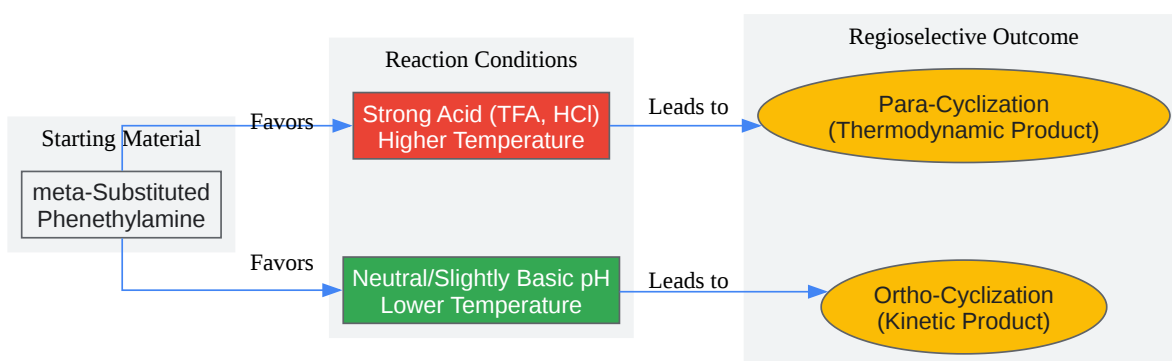 Starting Material
meta-Substituted
Phenethylamine
Favors
Favors
Reaction Conditions
Strong Acid (TFA, HCl)
Higher Temperature
Neutral/Slightly Basic pH
Lower Temperature
Leads to
Leads to
Regioselective Outcome
Para-Cyclization
(Thermodynamic Product)
Ortho-Cyclization
(Kinetic Product)